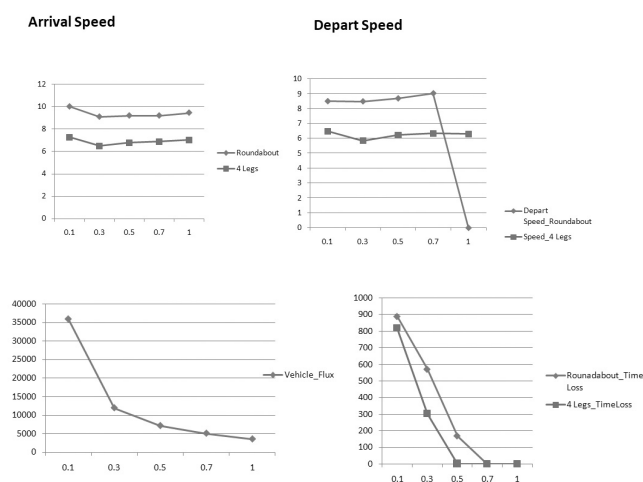 Arrival Speed
Depart Speed
12
10
8
6
4
2
0
0.1 0.3 0.5 0.7 1
Roundabout
4 Legs
10
9
8
7
6
5
4
3
2
1
0
0.1 0.3 0.5 0.7 1
Depart
Speed_Roundabout
Speed_4 Legs
40000
35000
30000
25000
20000
15000
10000
5000
0
0.1 0.3 0.5 0.7 1
Vehicle_Flux
1000
900
800
700
600
500
400
300
200
100
0
0.1 0.3 0.5 0.7 1
Rounadabout_Time
Loss
4 Legs_TimeLoss